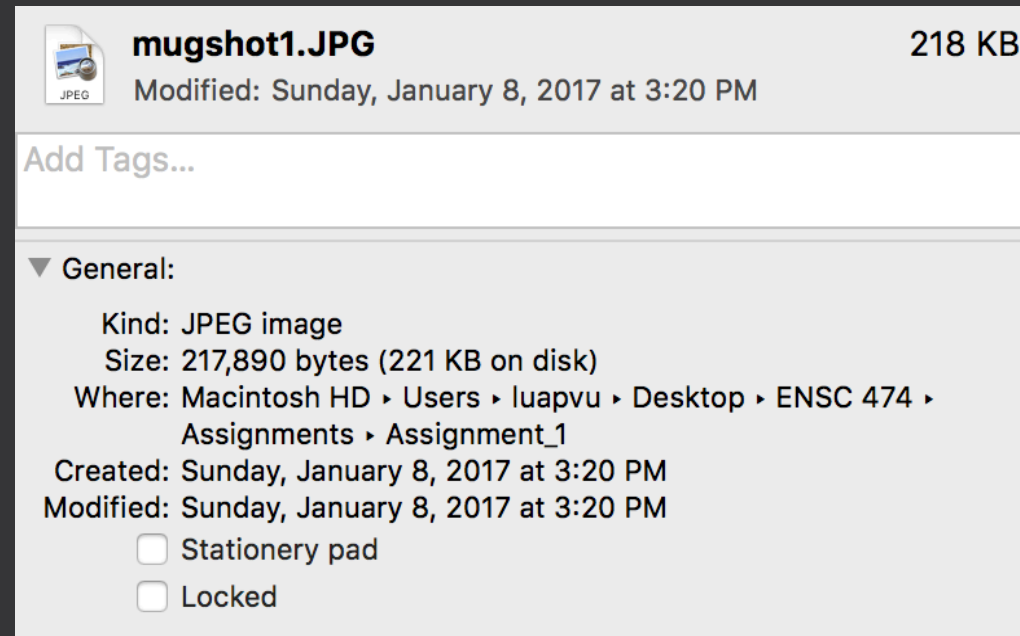 mugshot1.JPG 218 KB
JPEG
Modified: Sunday, January 8, 2017 at 3:20 PM
Add Tags...
General:
Kind: JPEG image
Size: 217,890 bytes (221 KB on disk)
Where: Macintosh HD ▸ Users ▸ luapvu ▸ Desktop ▸ ENSC 474 ▸
Assignments ▸ Assignment_1
Created: Sunday, January 8, 2017 at 3:20 PM
Modified: Sunday, January 8, 2017 at 3:20 PM
Stationery pad
Locked